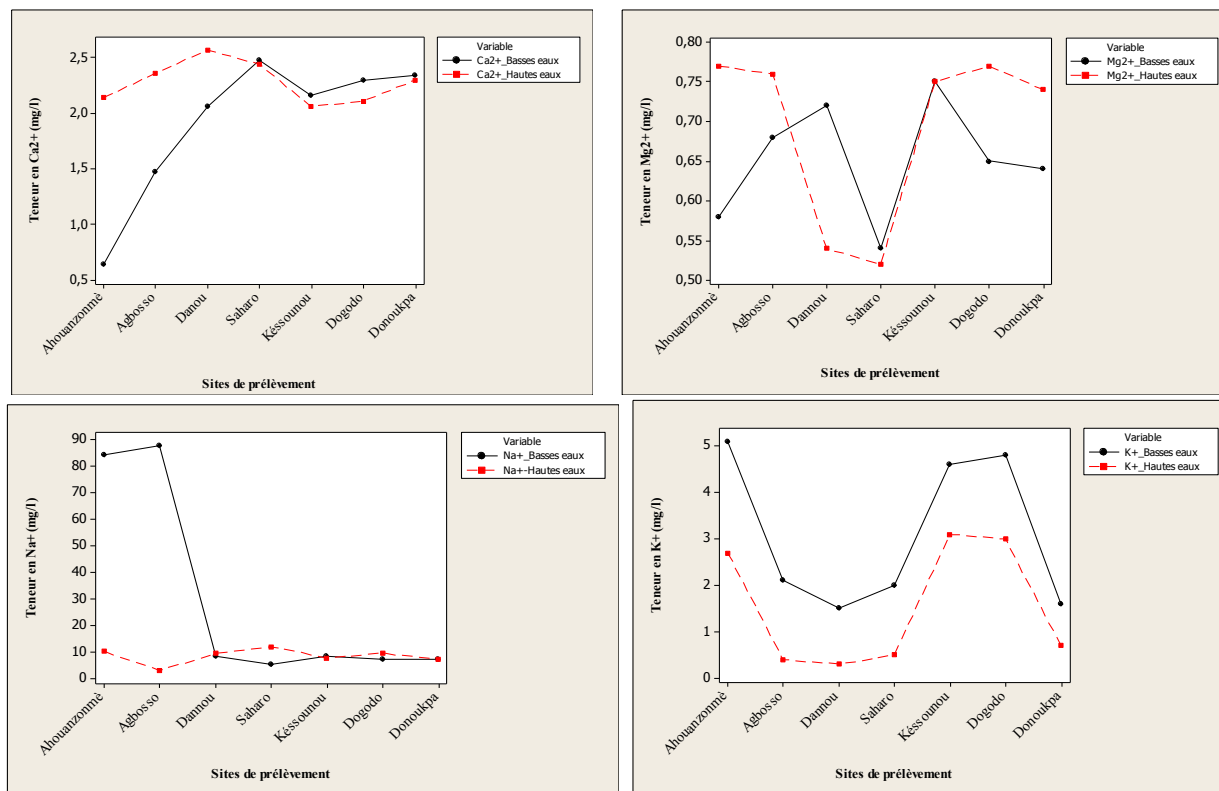 Variable
Ca2+_Basses eaux
Ca2+_Hautes eaux
Teneur en Ca2+ (mg/l)
2,5
2,0
1,5
1,0
0,5
Ahouanzonmè
Agbosso
Danou
Saharo
Késsounou
Dogodo
Donoukpa
Sites de prélèvement
Variable
Mg2+_Basses eaux
Mg2+_Hautes eaux
Teneur en Mg2+ (mg/l)
0,80
0,75
0,70
0,65
0,60
0,55
0,50
Ahouanzonmè
Agbosso
Dannou
Saharo
Késsounou
Dogodo
Donoukpa
Sites de prélèvement
Variable
Na+_Basses eaux
Na+-Hautes eaux
Teneur en Na+ (mg/l)
90
80
70
60
50
40
30
20
10
0
Ahouanzonmè
Agbosso
Dannou
Saharo
Késsounou
Dogodo
Donoukpa
Sites de prélèvement
Variable
K+_Basses eaux
K+_Hautes eaux
Teneur en K+ (mg/l)
5
4
3
2
1
0
Ahouanzonmè
Agbosso
Dannou
Saharo
Késsounou
Dogodo
Donoukpa
Sites de prélèvement